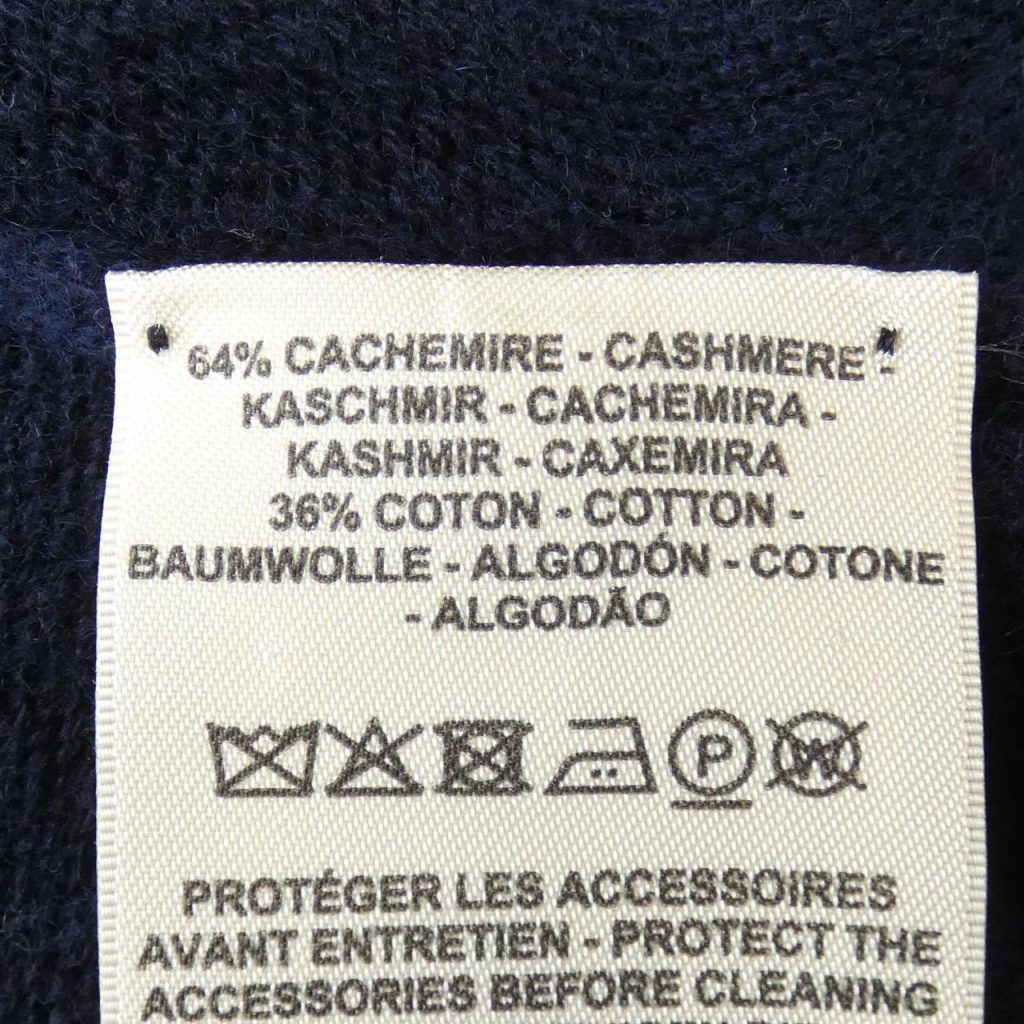 64% CACHEMIRE - CASHMERE -
KASCHMIR - CACHEMIRA -
KASHMIR - CAXEMIRA
36% COTON - COTTON -
BAUMWOLLE - ALGODÓN - COTONE
- ALGODÃO
P W
PROTÉGER LES ACCESSOIRES
AVANT ENTRETIEN - PROTECT THE
ACCESSORIES BEFORE CLEANING